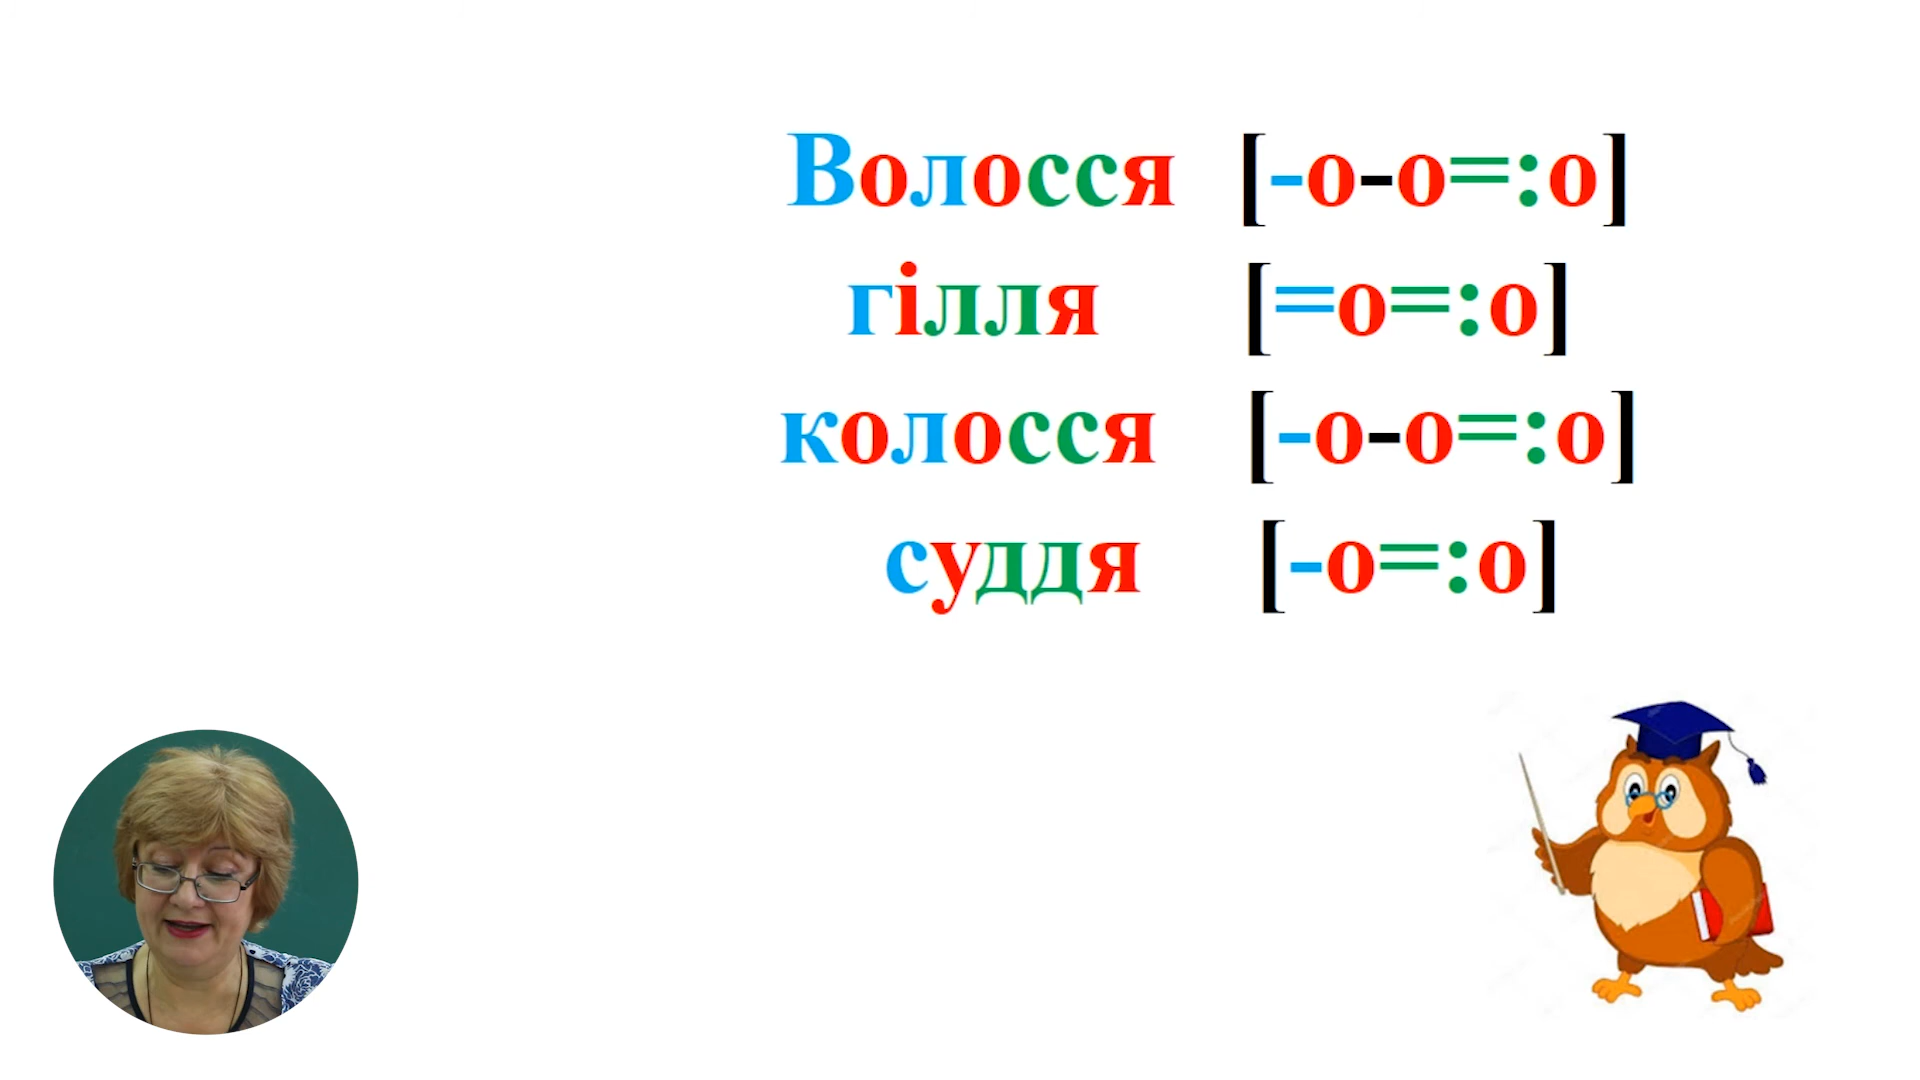 Волосся [-о-о=:о]
гілля [=о=:о]
колосся [-о-о=:о]
суддя [-о=:о]